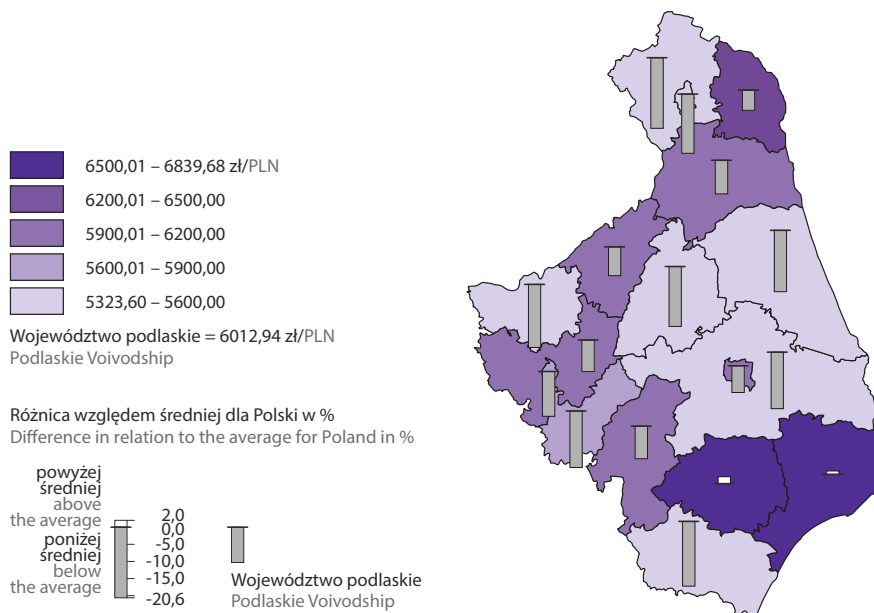 6500,01 – 6839,68 zł/PLN
6200,01 – 6500,00
5900,01 – 6200,00
5600,01 – 5900,00
5323,60 – 5600,00
Województwo podlaskie = 6012,94 zł/PLN
Podlaskie Voivodship
Różnica względem średniej dla Polski w %
Difference in relation to the average for Poland in %
powyżej
średniej
above
the average
poniżej
średniej
below
the average
2,0
0,0
-5,0
-10,0
-15,0
-20,6
Województwo podlaskie
Podlaskie Voivodship